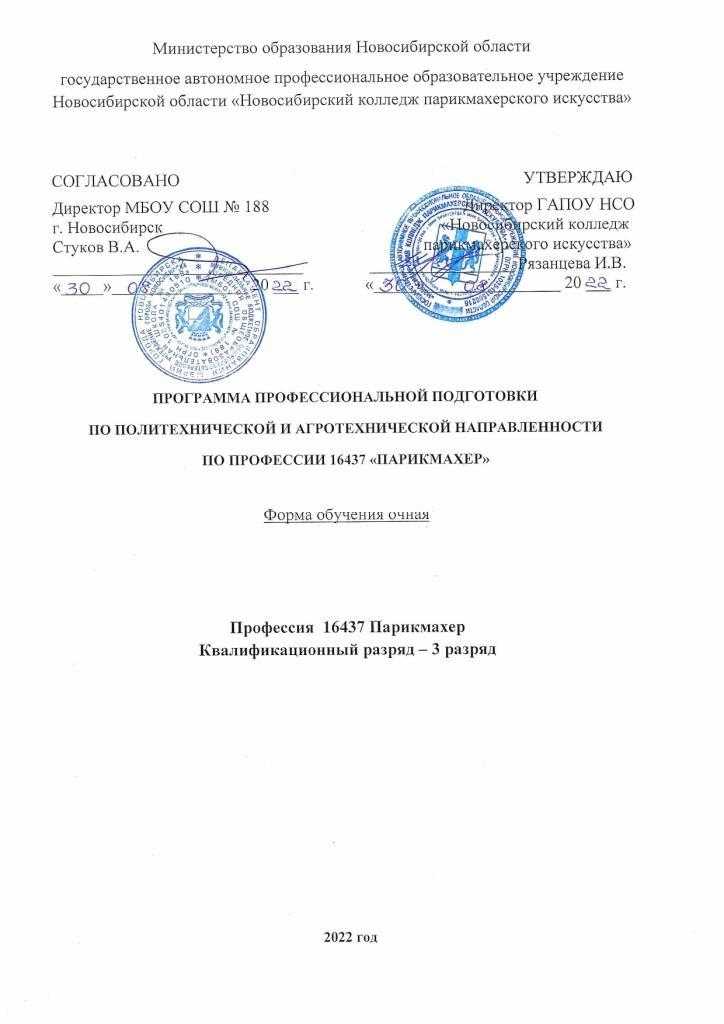 Министерство образования Новосибирской области
государственное автономное профессиональное образовательное учреждение
Новосибирской области «Новосибирский колледж парикмахерского искусства»
СОГЛАСОВАНО
Директор МБОУ СОШ № 188
г. Новосибирск
Стуков В.А.
«30» 20 22 г.
УТВЕРЖДАЮ
Директор ГАПОУ НСО
«Новосибирский колледж
парикмахерского искусства»
Рязанцева И.В.
«30» 08 20 22 г.
ПРОГРАММА ПРОФЕССИОНАЛЬНОЙ ПОДГОТОВКИ
ПО ПОЛИТЕХНИЧЕСКОЙ И АГРОТЕХНИЧЕСКОЙ НАПРАВЛЕННОСТИ
ПО ПРОФЕССИИ 16437 «ПАРИКМАХЕР»
Форма обучения очная
Профессия 16437 Парикмахер
Квалификационный разряд – 3 разряд
2022 год